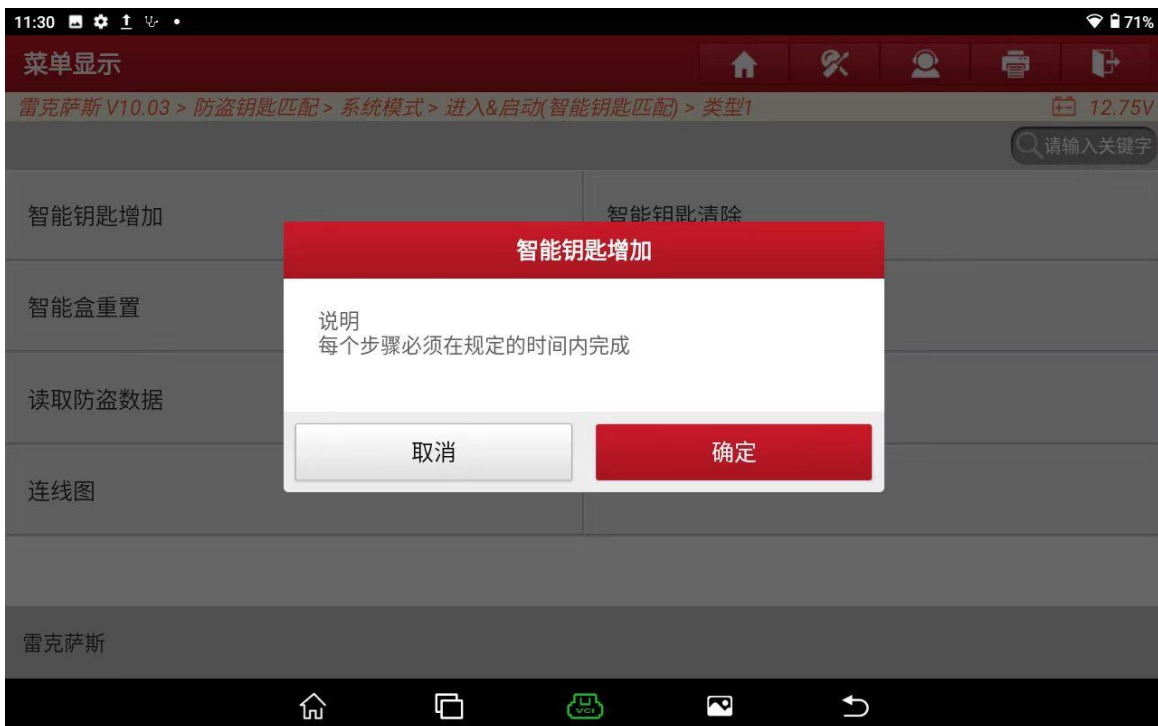 11:30
71%
菜单显示
雷克萨斯 V10.03 > 防盗钥匙匹配 > 系统模式 > 进入&启动(智能钥匙匹配) > 类型1
12.75V
请输入关键字
智能钥匙增加
智能钥匙清除
智能钥匙增加
智能盒重置
说明
每个步骤必须在规定的时间内完成
读取防盗数据
取消
确定
连线图
雷克萨斯
VCI